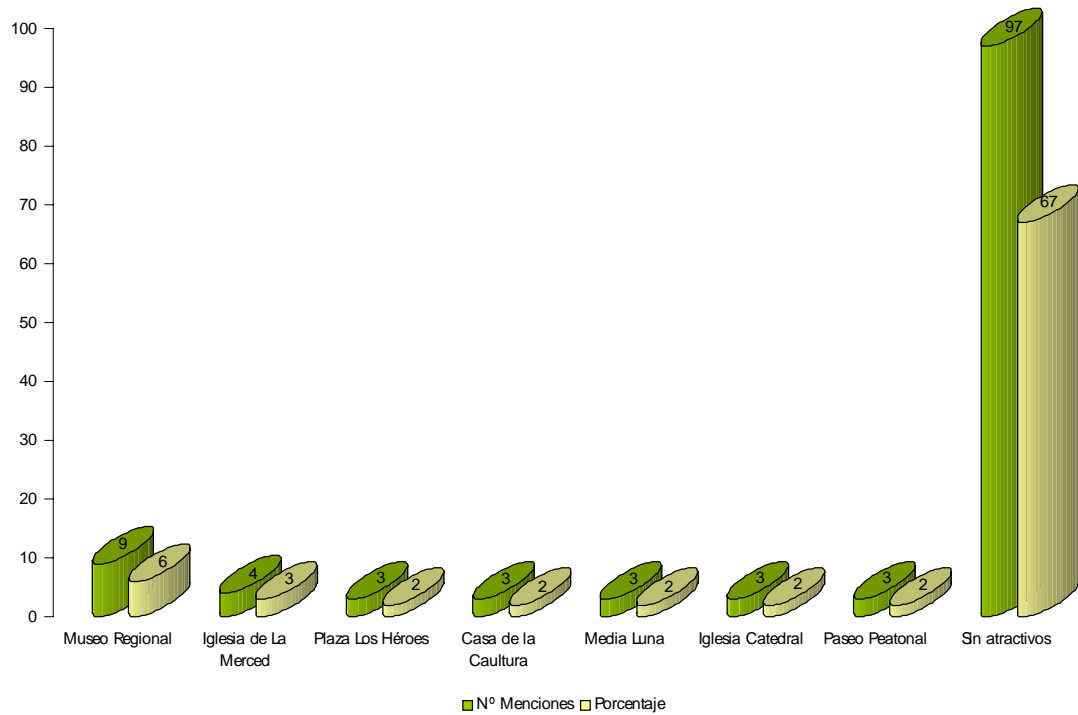 100
90
80
70
60
50
40
30
20
10
0
97
67
9
6
4
3
3
2
3
2
3
2
3
2
3
2
Museo Regional
Iglesia de La
Merced
Plaza Los Héroes
Casa de la
Caultura
Media Luna
Iglesia Catedral
Paseo Peatonal
Sin atractivos
Nº Menciones
Porcentaje